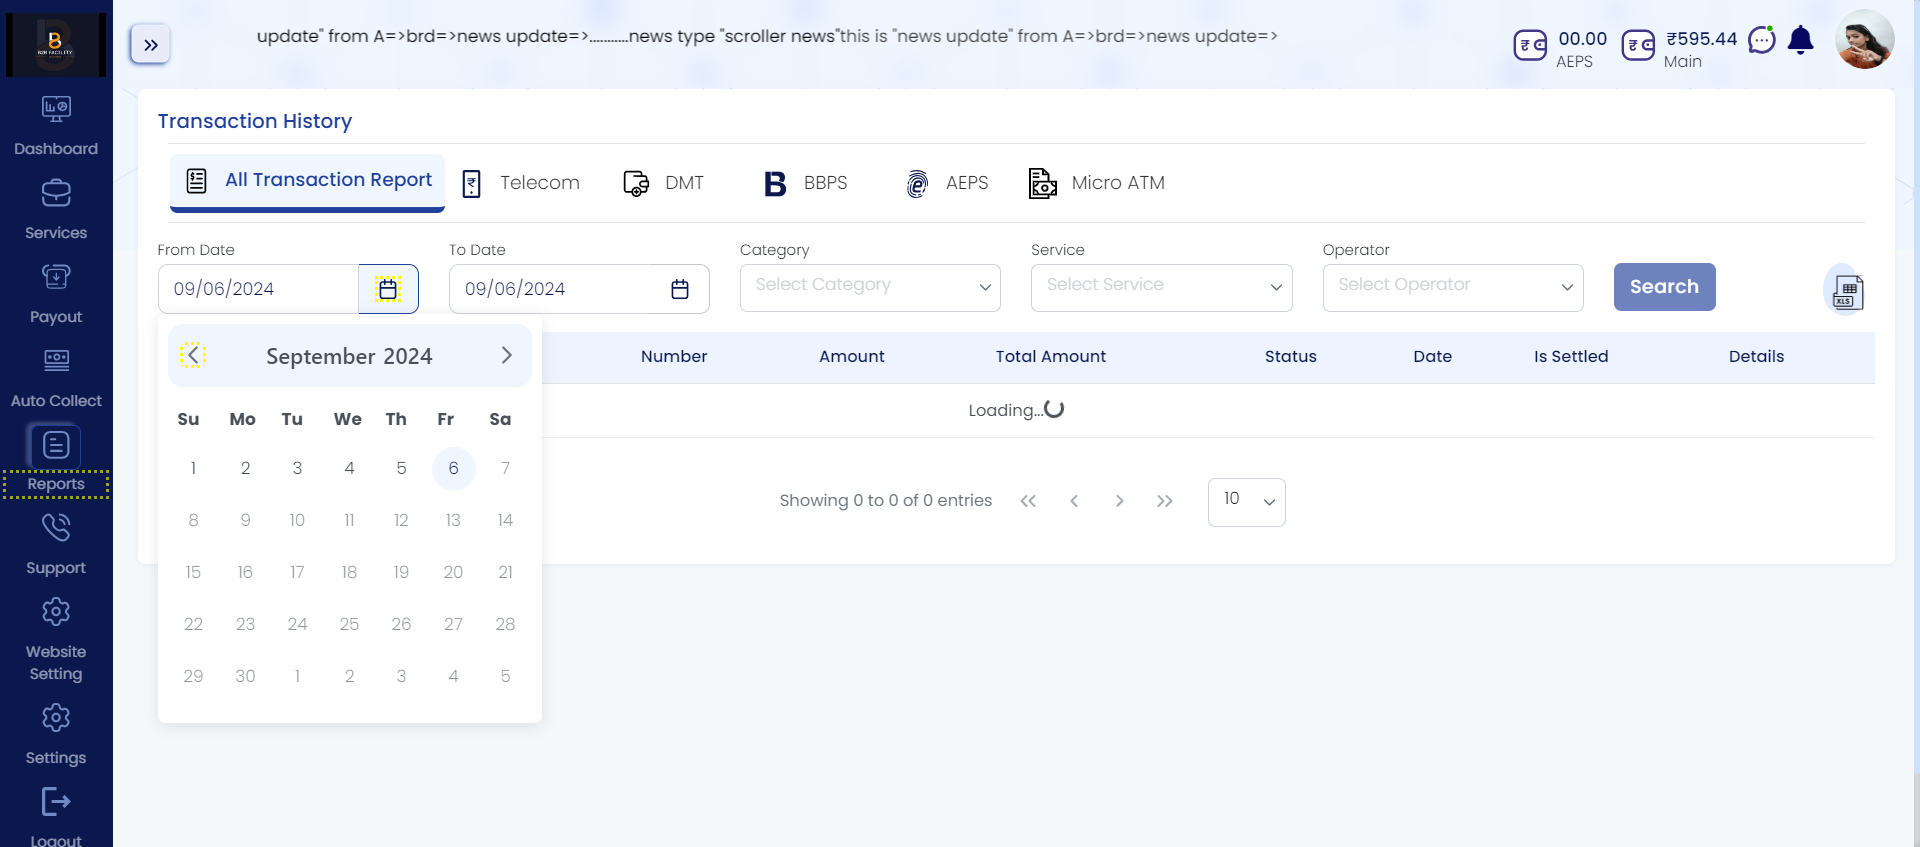 B2B FACILITY
update" from A=>brd=>news update=>...........news type "scroller news"this is "news update" from A=>brd=>news update=>
00.00
AEPS
₹595.44
Main
Dashboard
Services
Payout
Auto Collect
Reports
Support
Website
Setting
Settings
Logout
Transaction History
All Transaction Report
Telecom
DMT
BBPS
AEPS
Micro ATM
From Date
To Date
Category
Service
Operator
09/06/2024
09/06/2024
Select Category
Select Service
Select Operator
Search
XLS
September 2024
Su Mo Tu We Th Fr Sa
1 2 3 4 5 6 7
8 9 10 11 12 13 14
15 16 17 18 19 20 21
22 23 24 25 26 27 28
29 30 1 2 3 4 5
Number Amount Total Amount Status Date Is Settled Details
Loading...
Showing 0 to 0 of 0 entries
10